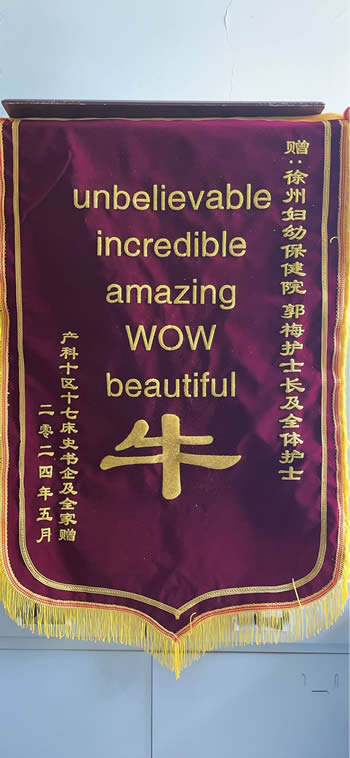 赠:徐州妇幼保健院 郭梅护士长及全体护士
unbelievable
incredible
amazing
WOW
beautiful
牛
产科十区十七床史书企及全家赠
二零二四年五月